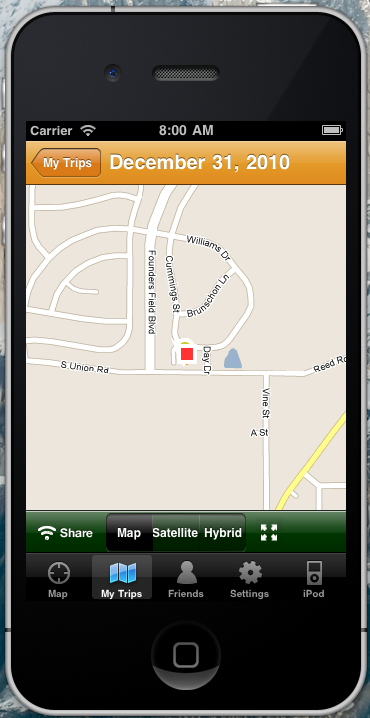 Carrier 8:00 AM
My Trips December 31, 2010
Williams Dr
Founders Field Blvd
Cummings St
Brunschon Ln
Day Dr
S Union Rd
Reed Ro
Vine St
A St
Share Map Satellite Hybrid
Map My Trips Friends Settings iPod